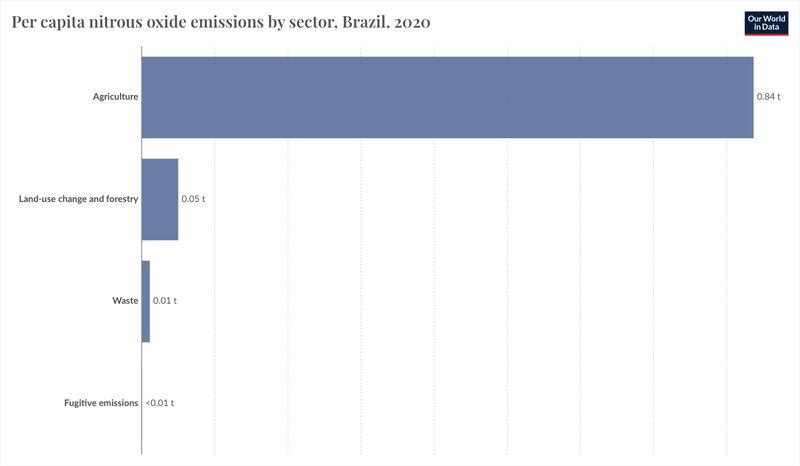 Per capita nitrous oxide emissions by sector, Brazil, 2020
Our World
in Data
Agriculture
0.84 t
Land-use change and forestry
0.05 t
Waste
0.01 t
Fugitive emissions
<0.01 t